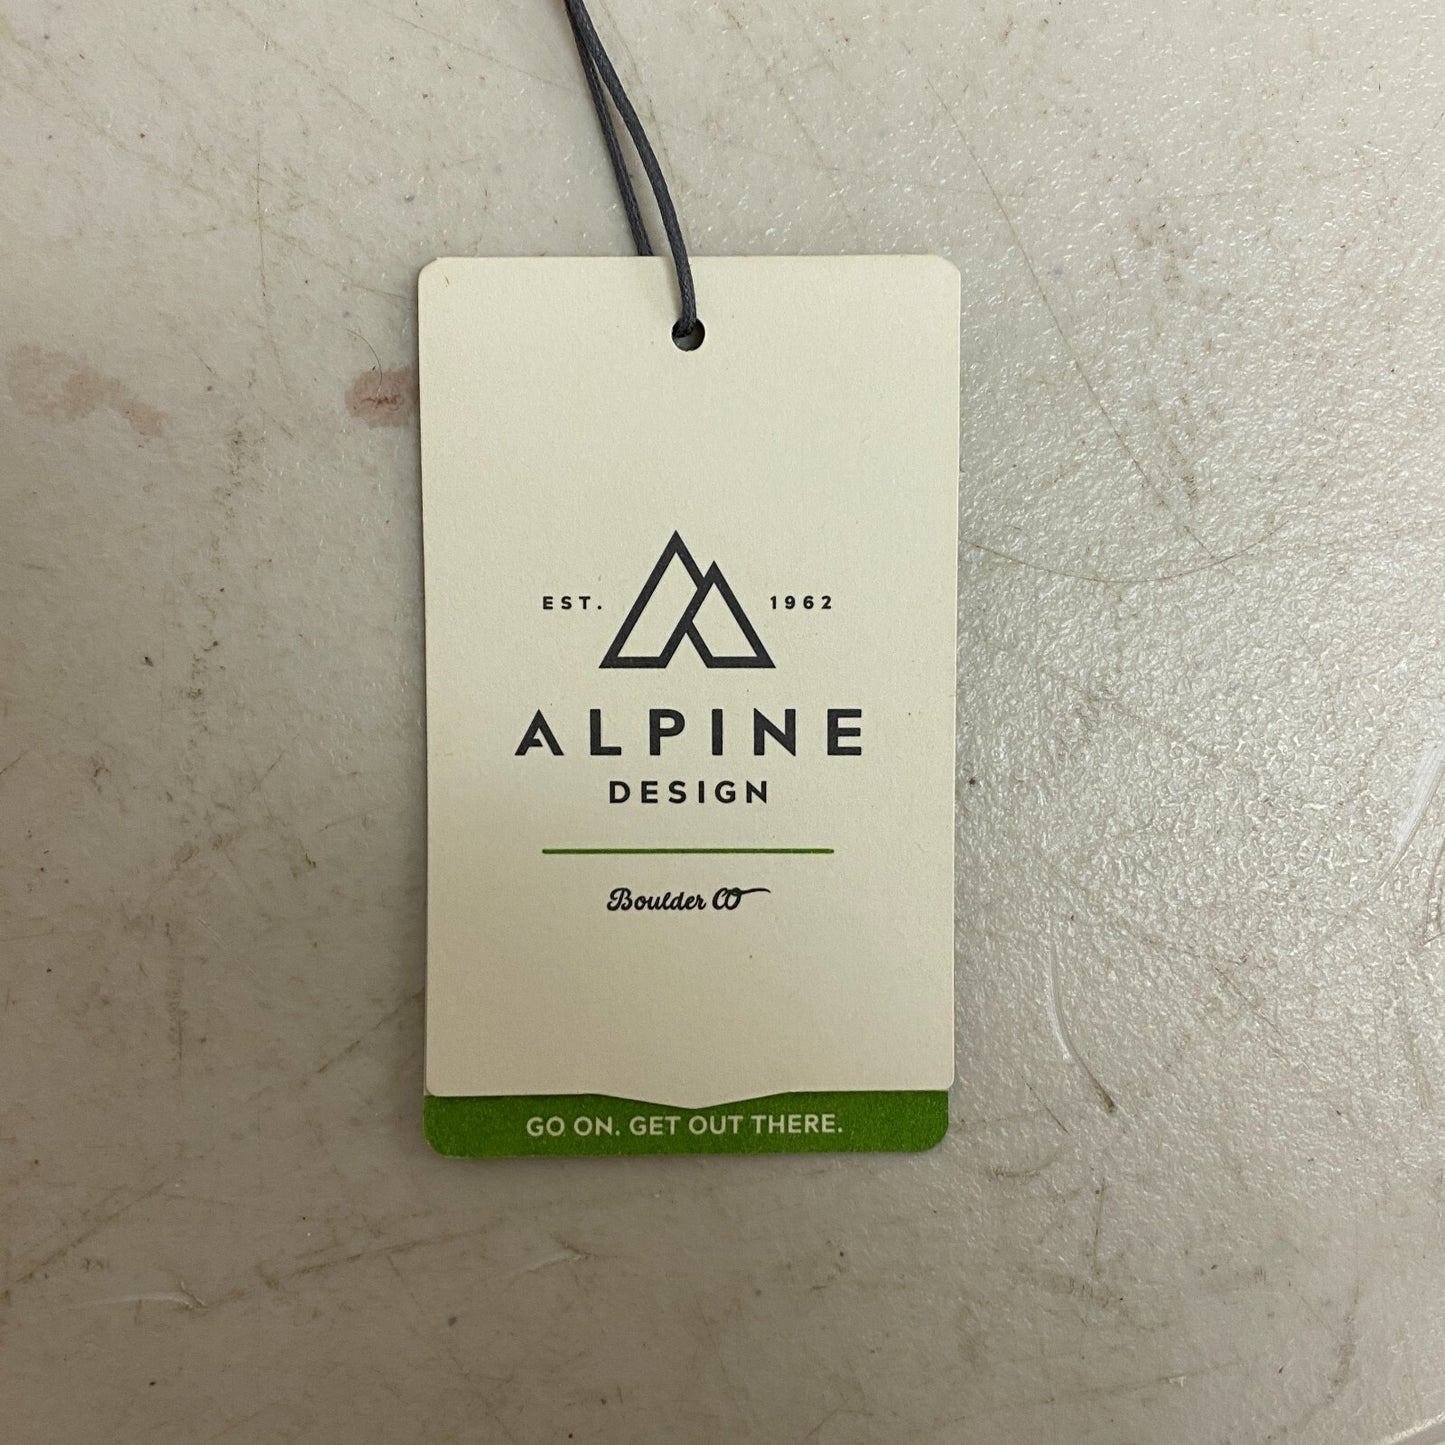 EST. 1962
ALPINE
DESIGN
Boulder CO
GO ON. GET OUT THERE.